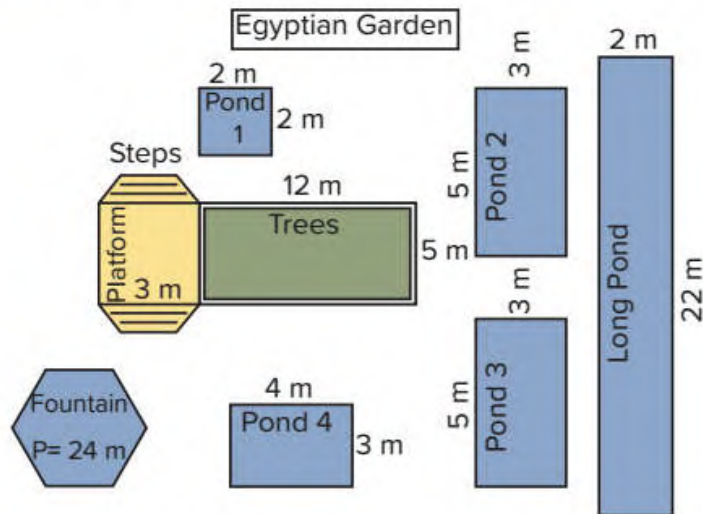 Egyptian Garden
2 m
Pond
1
2 m
3 m
5 m
Pond 2
2 m
Long Pond
22 m
Steps
Platform
3 m
12 m
Trees
5 m
3 m
5 m
Pond 3
Fountain
P= 24 m
4 m
Pond 4
3 m